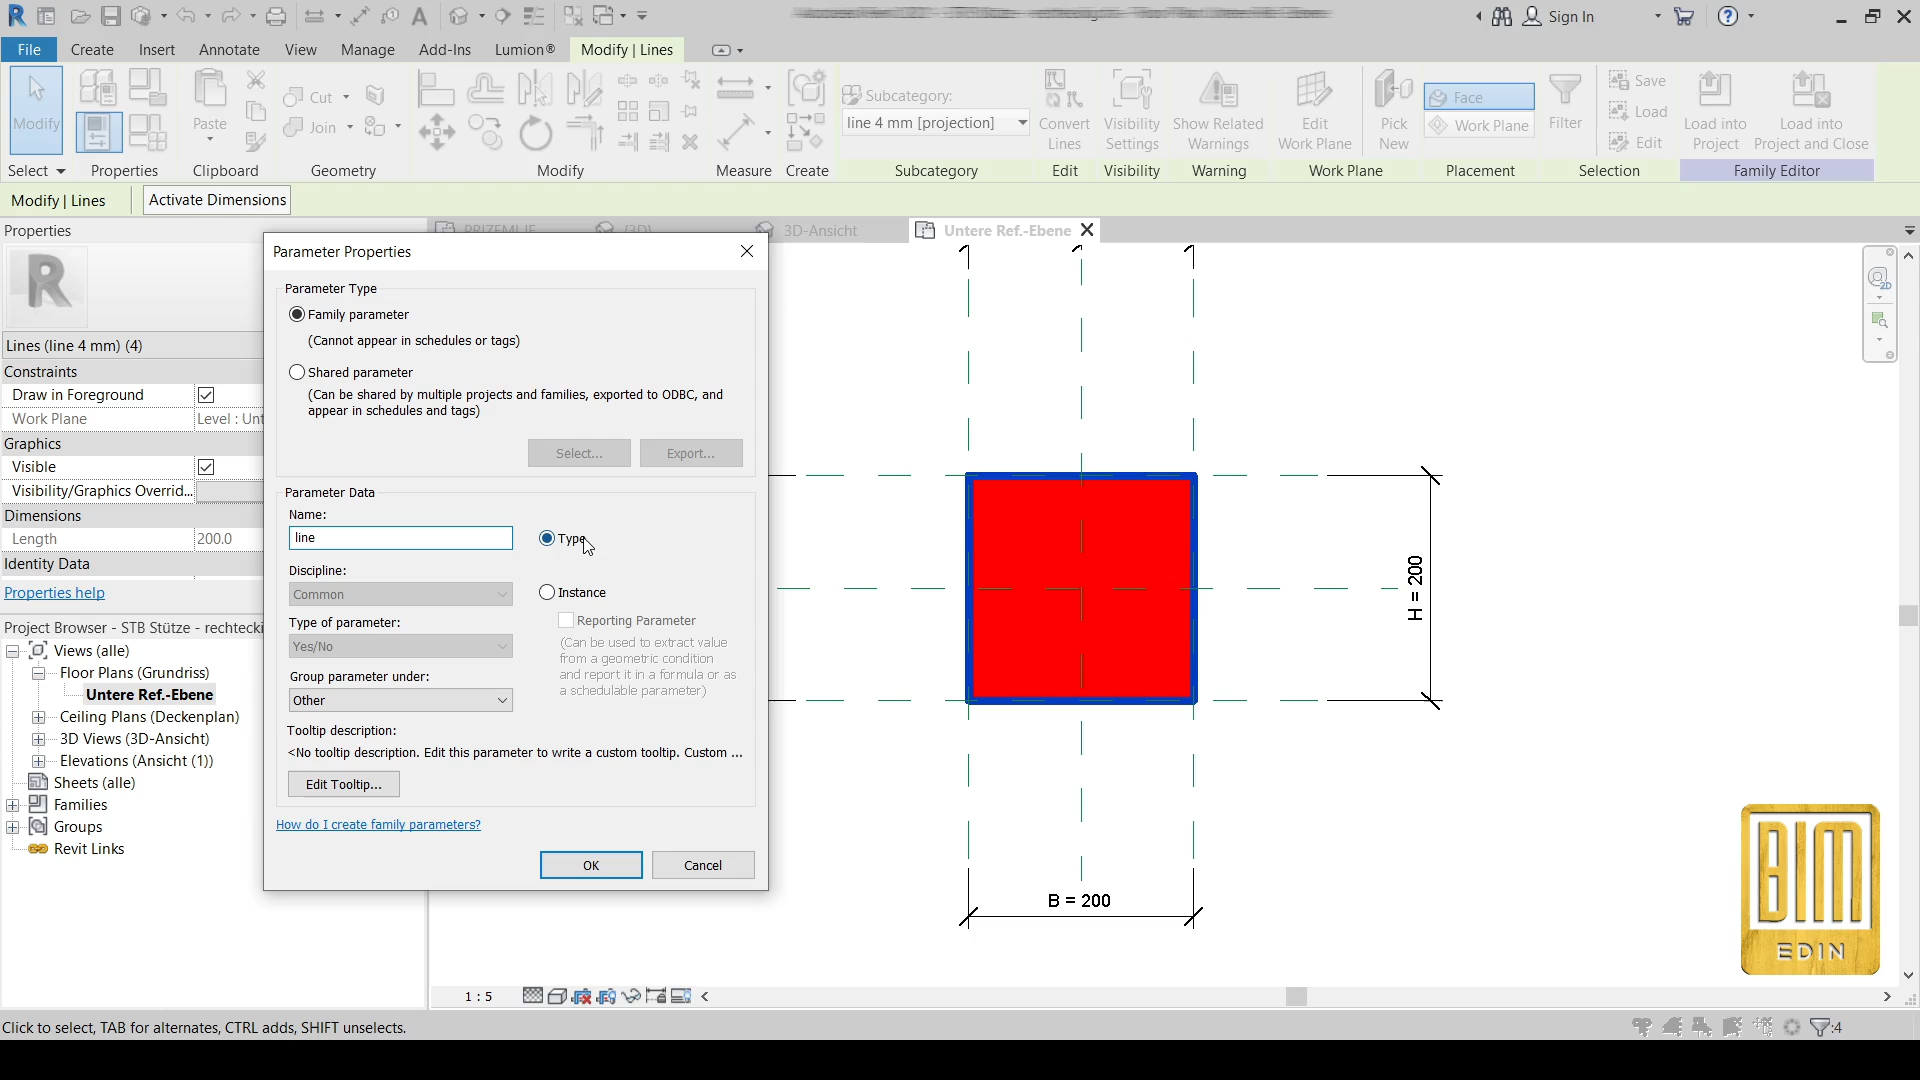 Sign In
File Create Insert Annotate View Manage Add-Ins Lumion® Modify | Lines
Modify
Paste
Cut
Join
Subcategory:
line 4 mm [projection]
Convert
Lines
Visibility
Settings
Show Related
Warnings
Edit
Work Plane
Pick
New
Face
Work Plane
Filter
Save
Load
Edit
Load into
Project
Load into
Project and Close
Select Properties Clipboard Geometry Modify Measure Create Subcategory Edit Visibility Warning Work Plane Placement Selection Family Editor
Modify | Lines Activate Dimensions
Properties
3D-Ansicht
Untere Ref.-Ebene
Lines (line 4 mm) (4)
Constraints
Draw in Foreground
Work Plane Level : Unt
Graphics
Visible
Visibility/Graphics Overrid...
Dimensions
Length 200.0
Identity Data
Properties help
Project Browser - STB Stütze - rechtecki
Views (alle)
Floor Plans (Grundriss)
Untere Ref.-Ebene
Ceiling Plans (Deckenplan)
3D Views (3D-Ansicht)
Elevations (Ansicht (1))
Sheets (alle)
Families
Groups
Revit Links
Parameter Properties
Parameter Type
Family parameter
(Cannot appear in schedules or tags)
Shared parameter
(Can be shared by multiple projects and families, exported to ODBC, and
appear in schedules and tags)
Select... Export...
Parameter Data
Name:
line
Type
Discipline:
Common
Instance
Reporting Parameter
(Can be used to extract value
from a geometric condition
and report it in a formula or as
a schedulable parameter)
Type of parameter:
Yes/No
Group parameter under:
Other
Tooltip description:
<No tooltip description. Edit this parameter to write a custom tooltip. Custom ...
Edit Tooltip...
How do I create family parameters?
OK Cancel
H = 200
B = 200
BIM
EDIN
1 : 5
Click to select, TAB for alternates, CTRL adds, SHIFT unselects.
:4